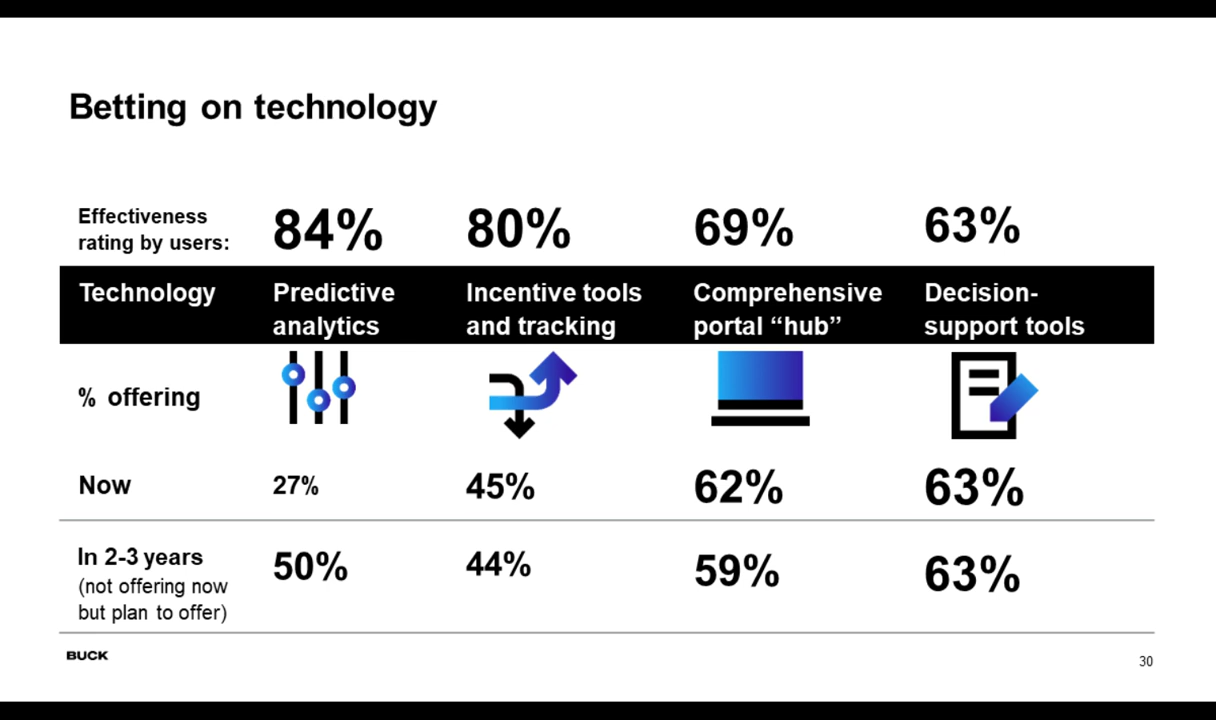 Betting on technology
Effectiveness
rating by users:
84%
80%
69%
63%
Technology
Predictive
analytics
Incentive tools
and tracking
Comprehensive
portal “hub”
Decision-
support tools
% offering
Now
27%
45%
62%
63%
In 2-3 years
(not offering now
but plan to offer)
50%
44%
59%
63%
BUCK
30